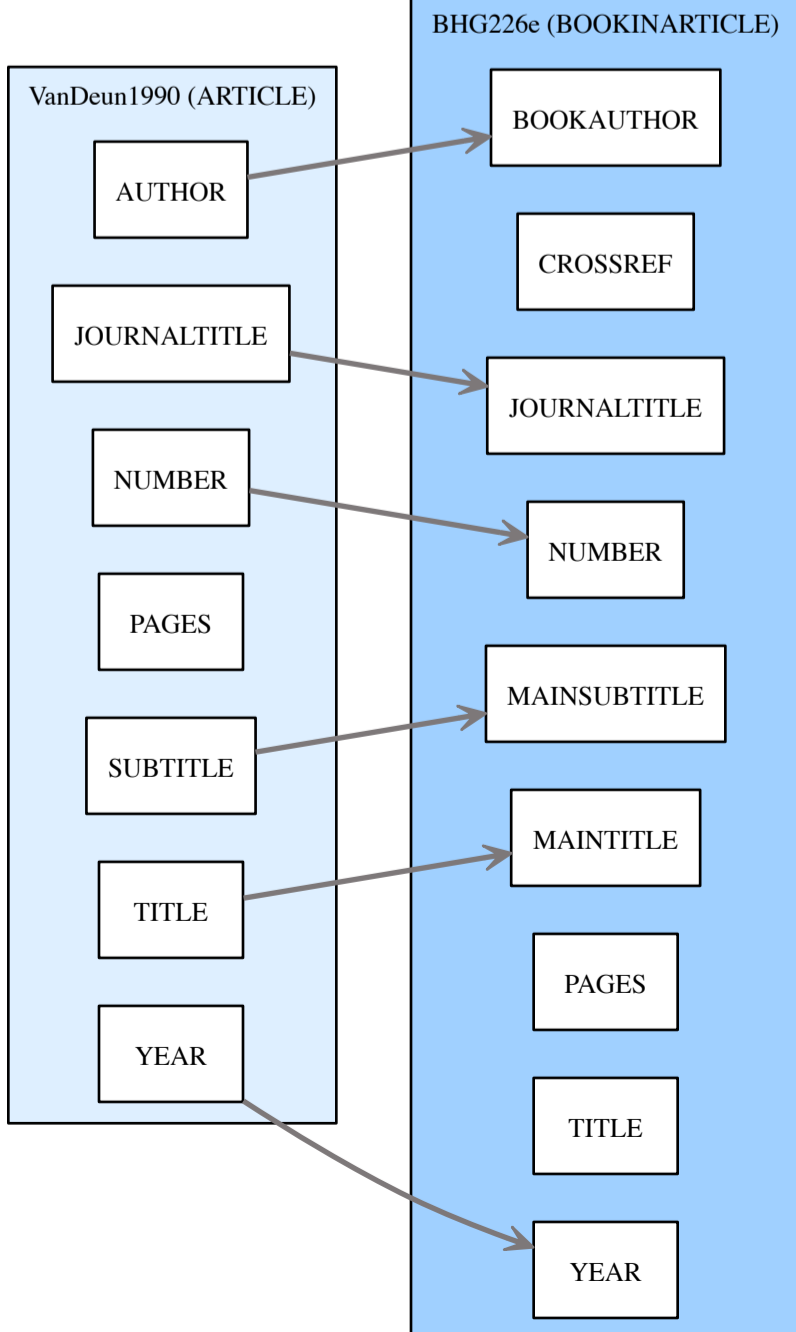 VanDeun1990 (ARTICLE)
AUTHOR
JOURNALTITLE
NUMBER
PAGES
SUBTITLE
TITLE
YEAR
BHG226e (BOOKINARTICLE)
BOOKAUTHOR
CROSSREF
JOURNALTITLE
NUMBER
MAINSUBTITLE
MAINTITLE
PAGES
TITLE
YEAR